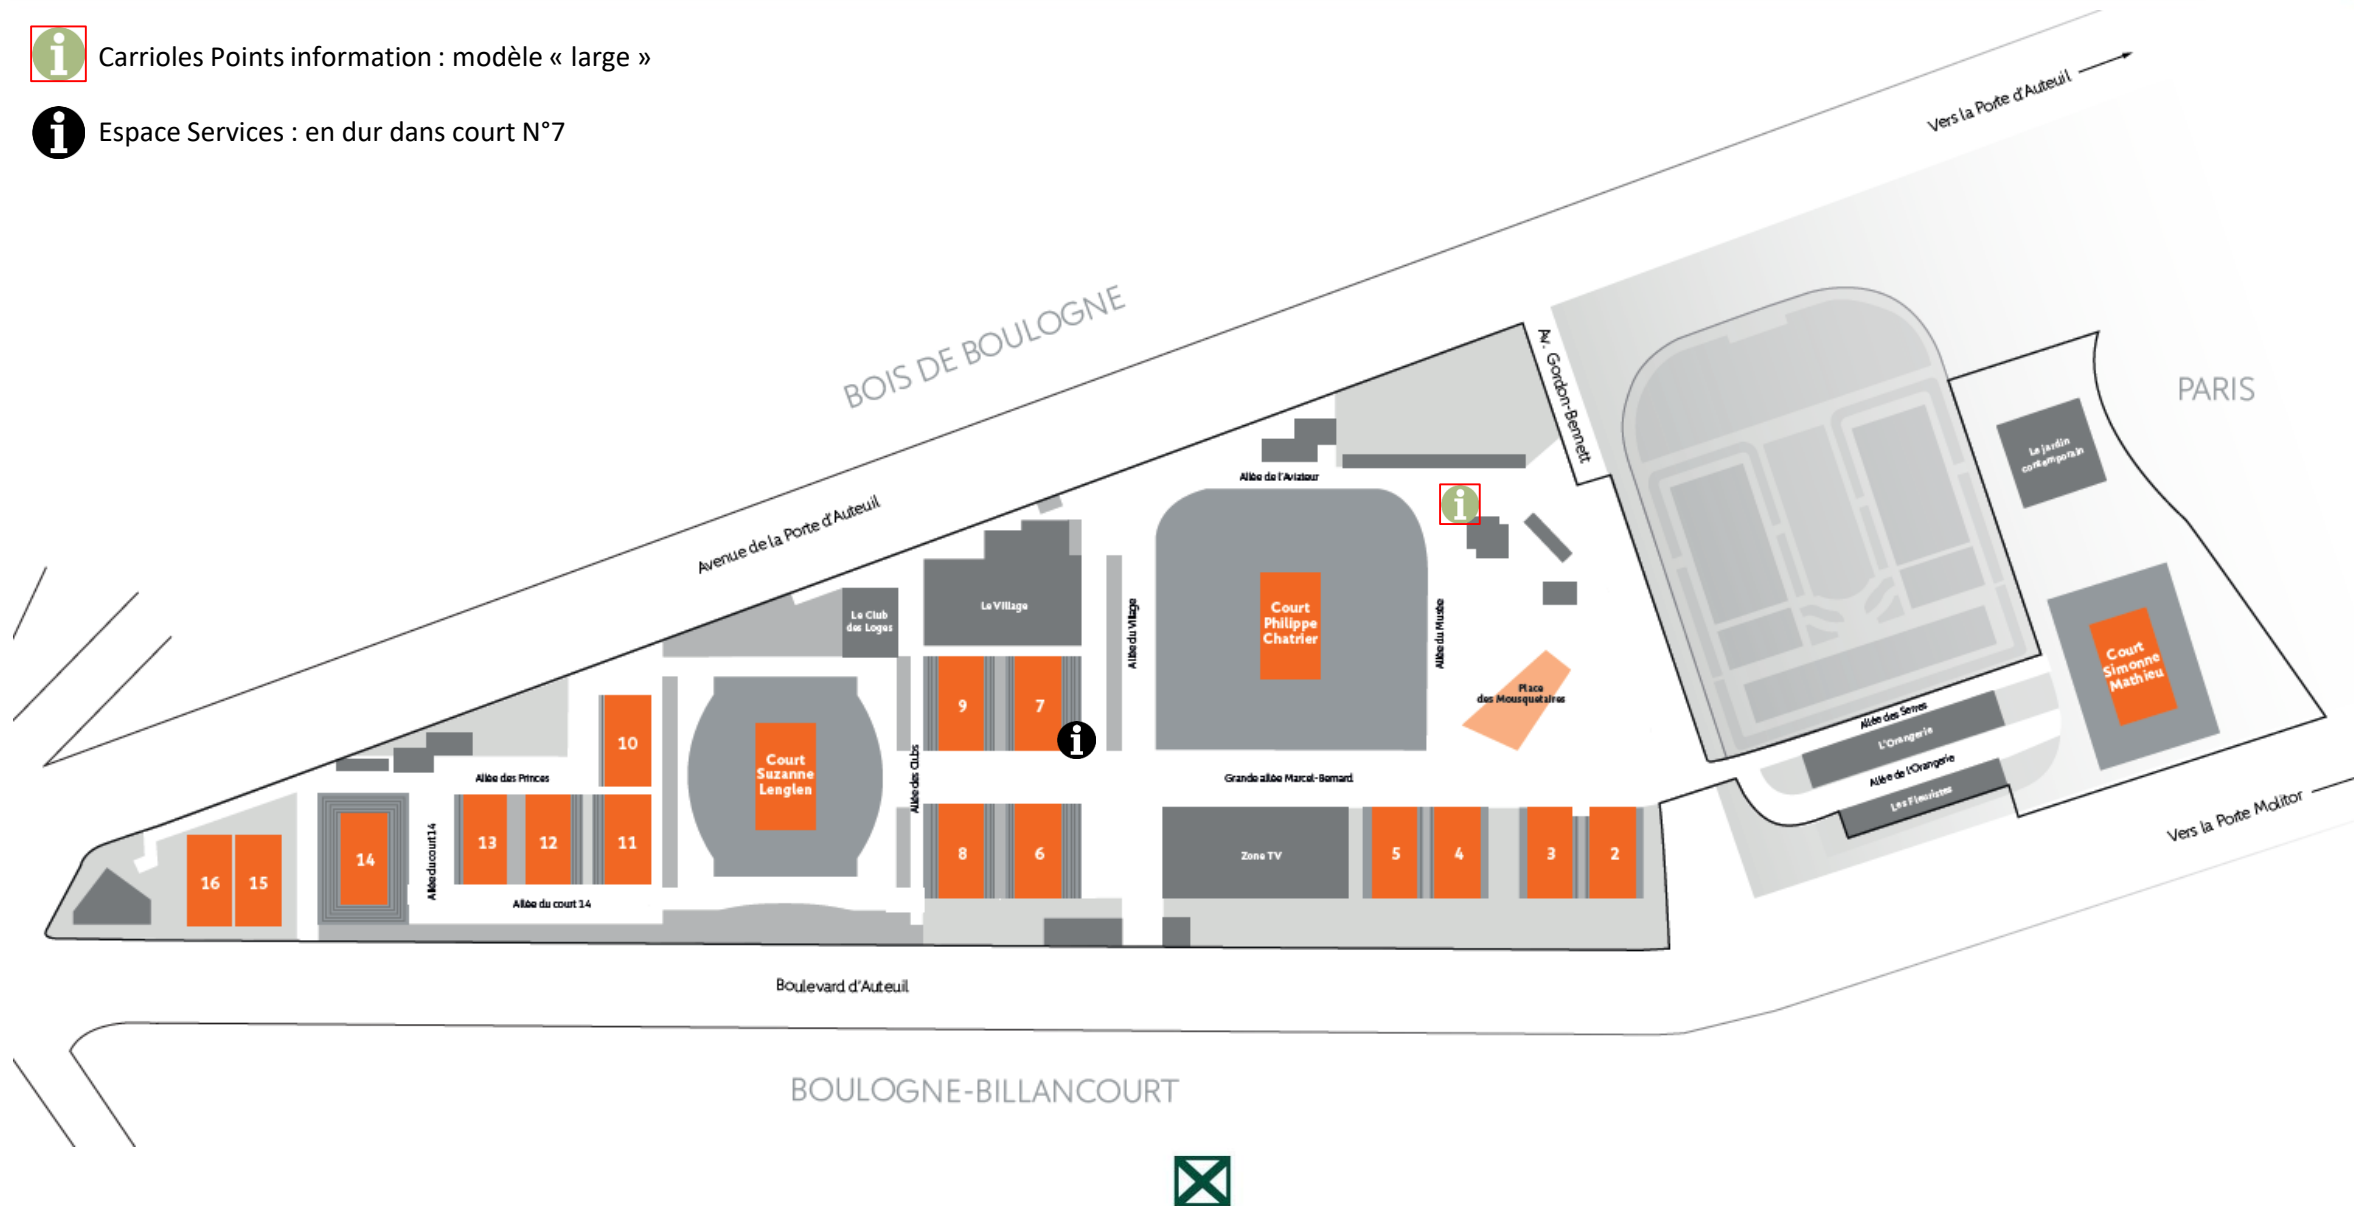 Carrioles Points information : modèle « large »
Espace Services : en dur dans court N°7
Vers la Porte d'Auteuil
BOIS DE BOULOGNE
Av. Gordon-Bennett
PARIS
Le jardin
contemporain
Allée de l'Aviateur
Avenue de la Porte d'Auteuil
Le Village
Le Club
des Loges
Allée du Village
Court
Philippe
Chatrier
Allée du Musée
Place
des Mousquetaires
Court
Simonne
Mathieu
9
7
10
Allée des Clubs
Court
Suzanne
Lenglen
Allée des Princes
Grande allée Marcel-Bernard
Allée des Serres
L'Orangerie
Allée de l'Orangerie
Les Fleuristes
Vers la Porte Molitor
16
15
14
Allée du court 14
13
12
11
Allée du court 14
8
6
Zone TV
5
4
3
2
Boulevard d'Auteuil
BOULOGNE-BILLANCOURT